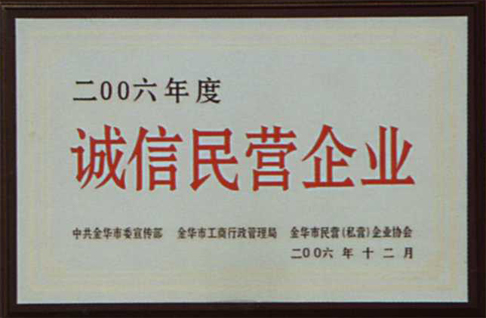 二00六年度
诚信民营企业
中共金华市委宣传部 金华市工商行政管理局 金华市民营(私营)企业协会
二00六年十二月